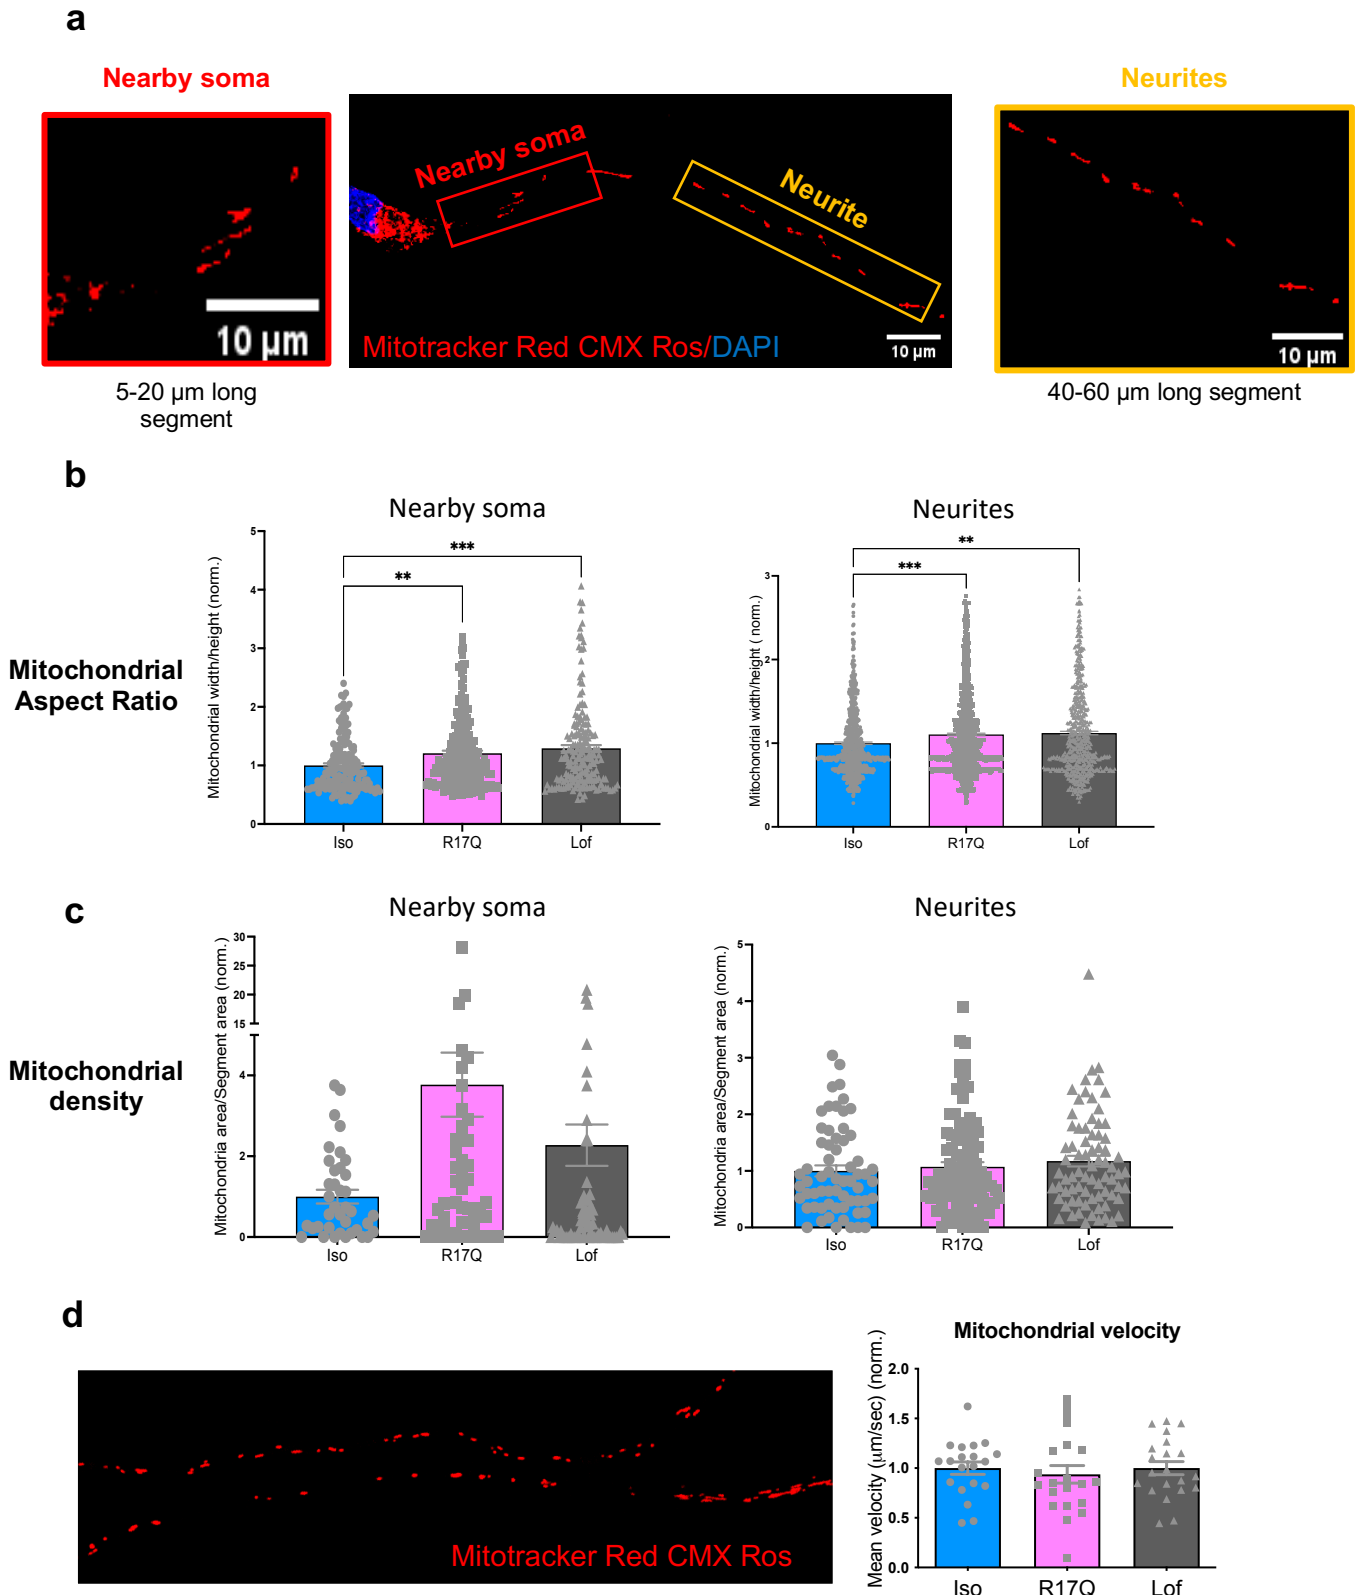 a
Nearby soma
Neurites
Nearby soma
Neurite
10 µm
Mitotracker Red CMX Ros/DAPI
10 µm
10 µm
5-20 µm long
segment
40-60 µm long segment
b
Mitochondrial
Aspect Ratio
Nearby soma
Mitochondrial width/height (norm.)
5
4
3
2
1
0
***
**
Iso
R17Q
Lof
Neurites
Mitochondrial width/height ( norm.)
3
2
1
0
**
***
Iso
R17Q
Lof
c
Mitochondrial
density
Nearby soma
Mitochondria area/Segment area (norm.)
30
25
20
15
4
2
0
Iso
R17Q
Lof
Neurites
Mitochondria area/Segment area (norm.)
5
4
3
2
1
0
Iso
R17Q
Lof
d
Mitotracker Red CMX Ros
Mitochondrial velocity
Mean velocity (µm/sec) (norm.)
2.0
1.5
1.0
0.5
0.0
Iso
R17Q
Lof